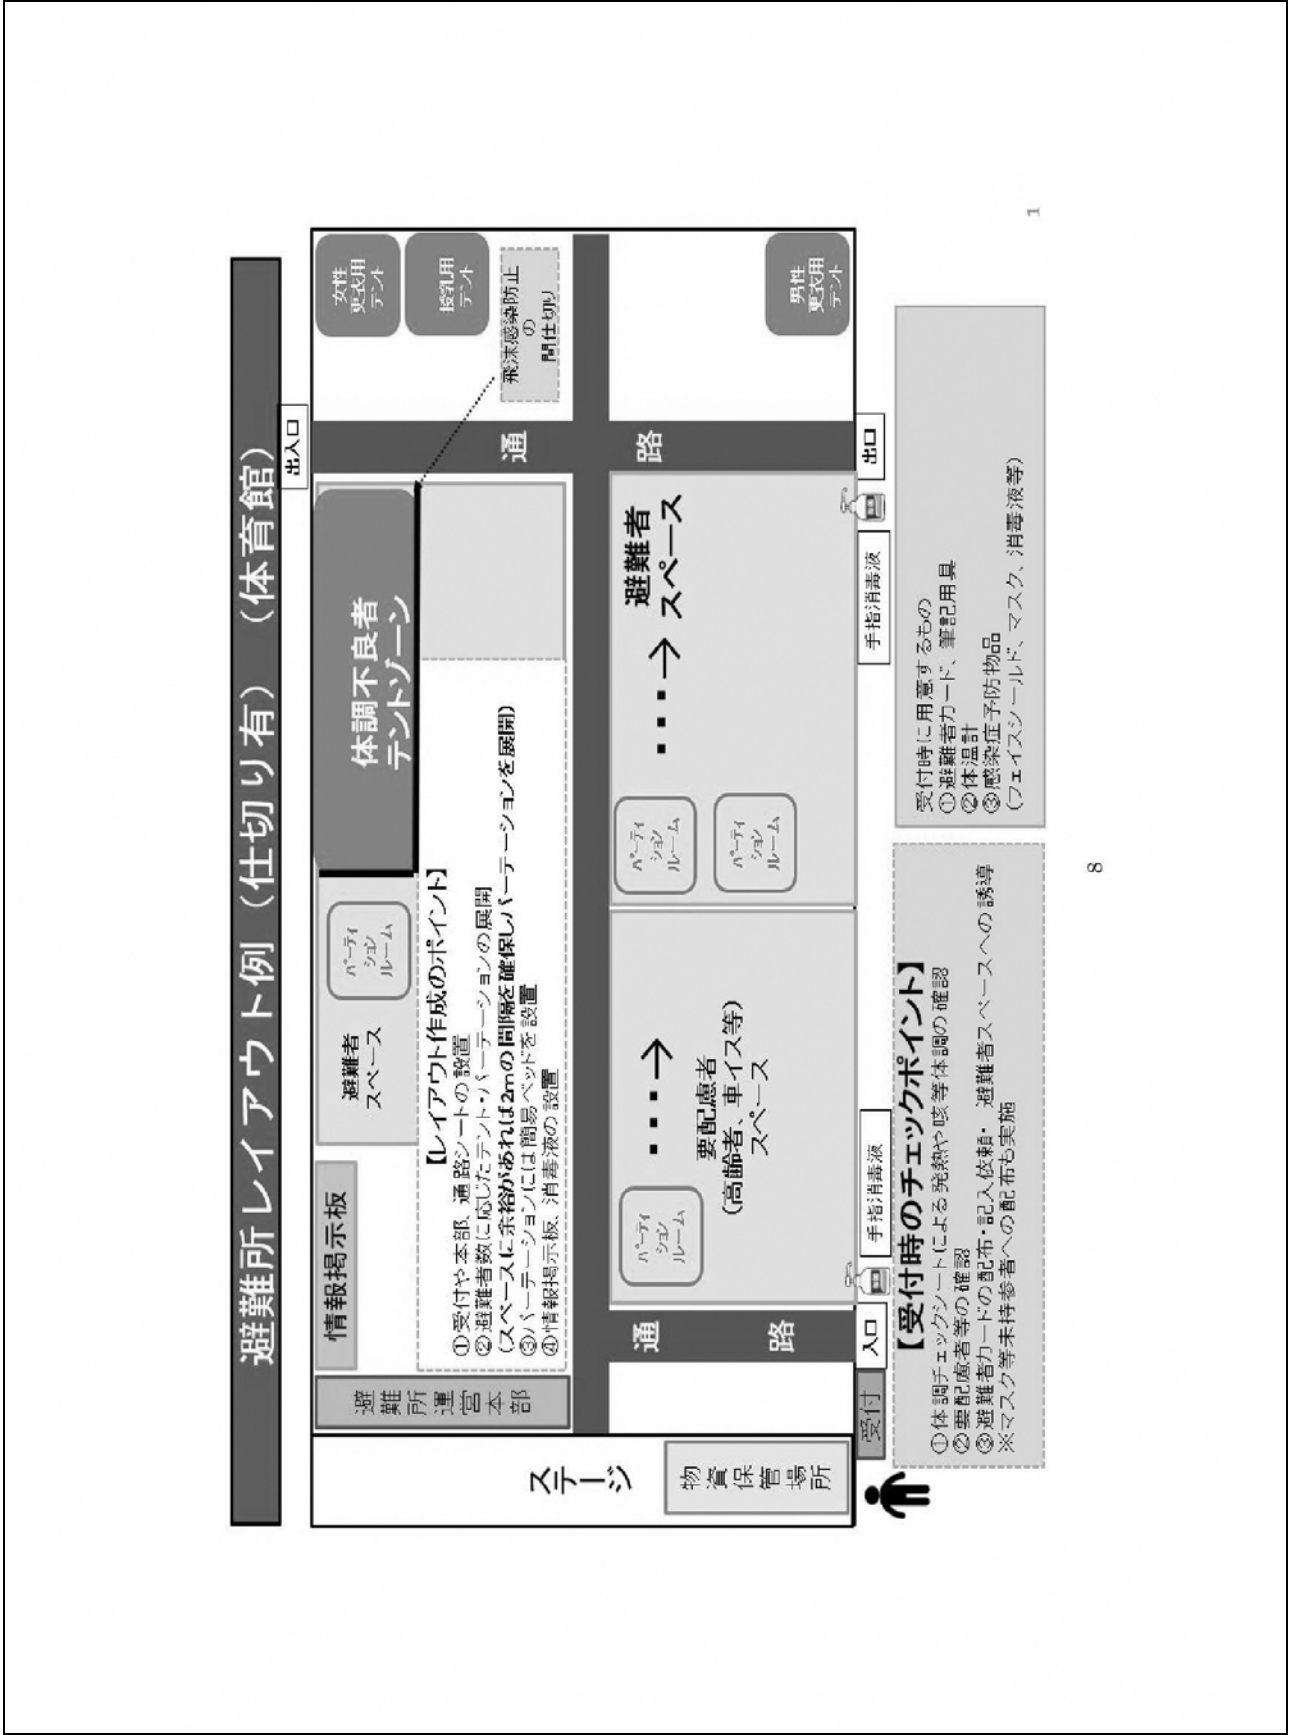 避難所レイアウト例（仕切り有）（体育館）
出入口
避難所運営本部
情報掲示板
避難者
スペース
パーティ
ション
ルーム
体調不良者
テントゾーン
女性
更衣用
テント
授乳用
テント
飛沫感染防止
の
間仕切り
【レイアウト作成のポイント】
①受付や本部、通路シートの設置
②避難者数に応じたテント・パーテーションの展開
（スペースに余裕があれば2mの間隔を確保しパーテーションを展開）
③パーテーションには簡易ベッドを設置
④情報掲示板、消毒液の設置
通
路
ステージ
物資保管場所
通
路
パーティ
ション
ルーム
要配慮者
（高齢者、車イス等）
スペース
パーティ
ション
ルーム
パーティ
ション
ルーム
避難者
スペース
男性
更衣用
テント
受付
入口
手指消毒液
手指消毒液
出口
【受付時のチェックポイント】
①体調チェックシートによる発熱や咳等体調の確認
②要配慮者等の確認
③避難者カードの配布・記入依頼・ 避難者スペースへの誘導
※マスク等未持参者への配布も実施
受付時に用意するもの
①避難者カード、筆記用具
②体温計
③感染症予防物品
（フェイスシールド、マスク、消毒液等）
1
8